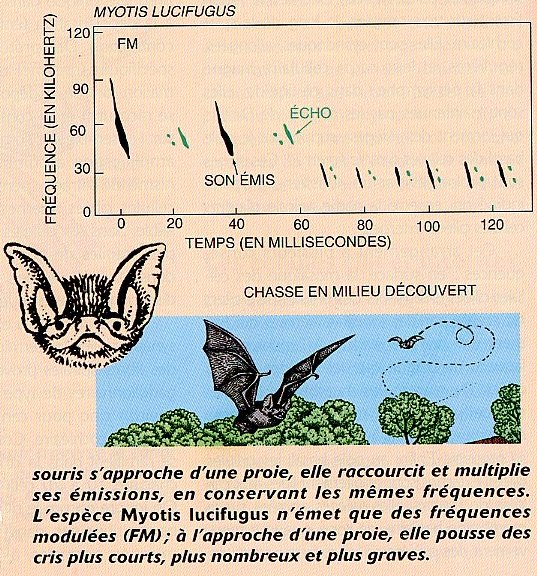 MYOTIS LUCIFUGUS
FRÉQUENCE (EN KILOHERTZ)
120
90
60
30
0
FM
ÉCHO
SON ÉMIS
0 20 40 60 80 100 120
TEMPS (EN MILLISECONDES)
CHASSE EN MILIEU DÉCOUVERT
souris s'approche d'une proie, elle raccourcit et multiplie
ses émissions, en conservant les mêmes fréquences.
L'espèce Myotis lucifugus n'émet que des fréquences
modulées (FM) ; à l'approche d'une proie, elle pousse des
cris plus courts, plus nombreux et plus graves.